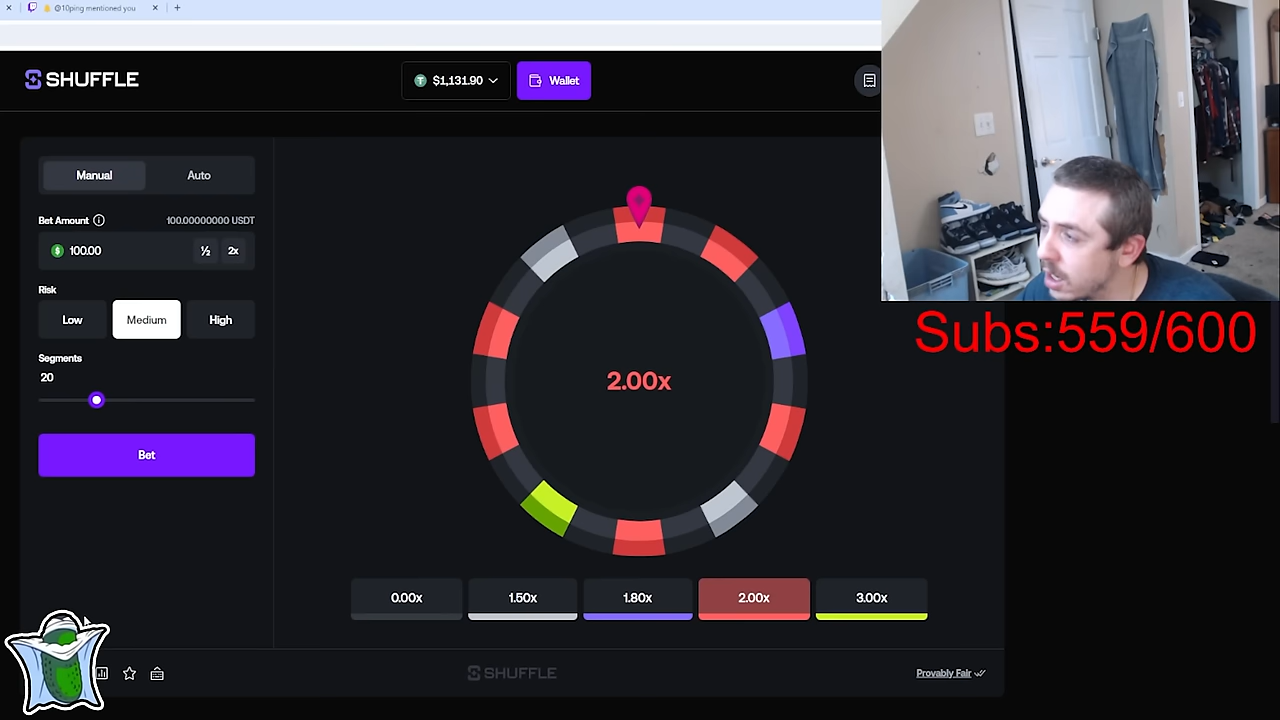 @10ping mentioned you
SHUFFLE
$1,131.90
Wallet
Manual
Auto
Bet Amount
100.00000000 USDT
100.00
½
2x
Risk
Low
Medium
High
Segments
20
Bet
2.00x
0.00x
1.50x
1.80x
2.00x
3.00x
SHUFFLE
Provably Fair
Subs:559/600